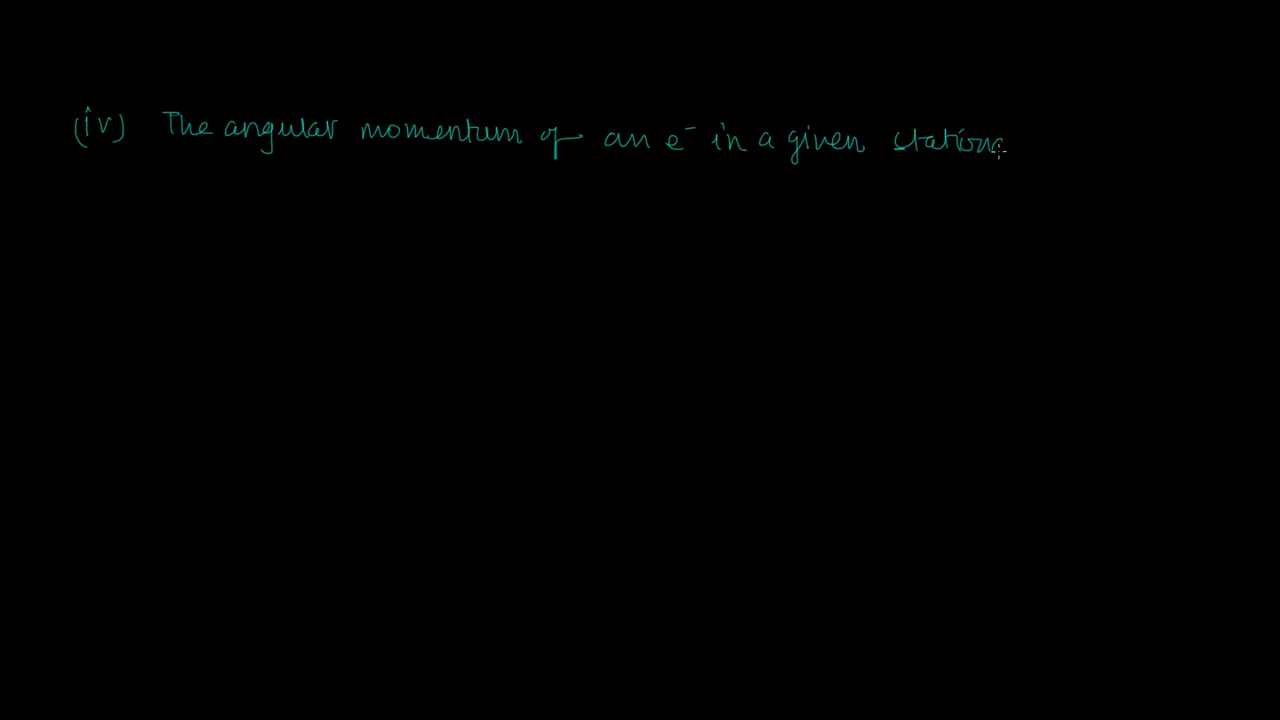 (iv) The angular momentum of an e⁻ in a given stationa